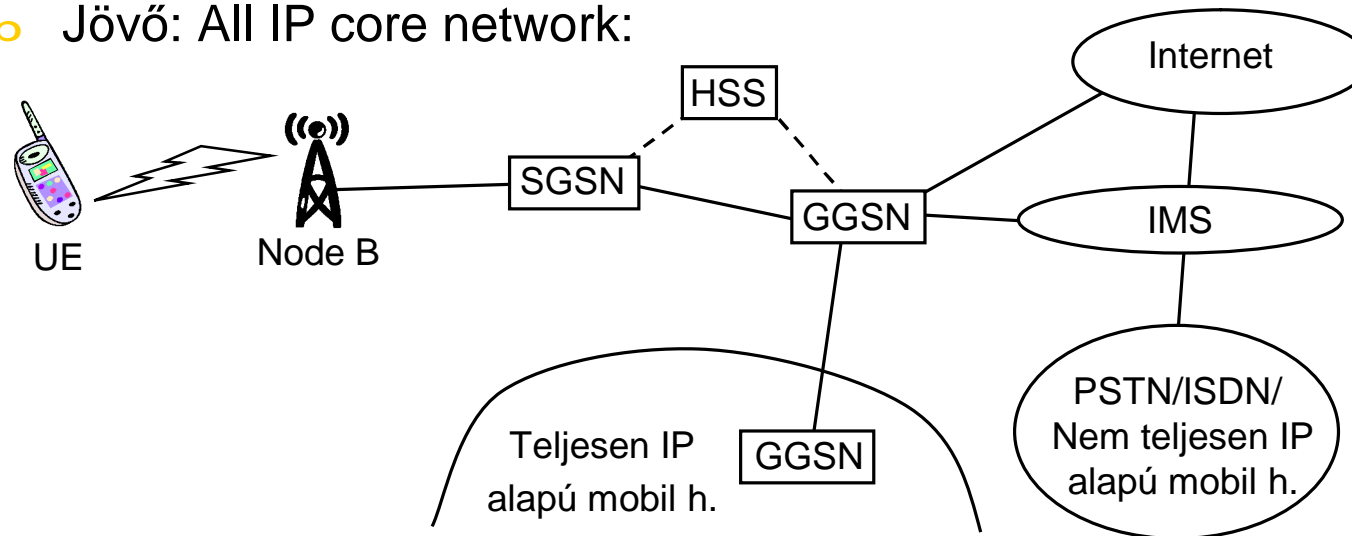 Jövő: All IP core network:
Internet
HSS
SGSN
GGSN
IMS
UE
Node B
PSTN/ISDN/
Nem teljesen IP
alapú mobil h.
Teljesen IP
alapú mobil h.
GGSN